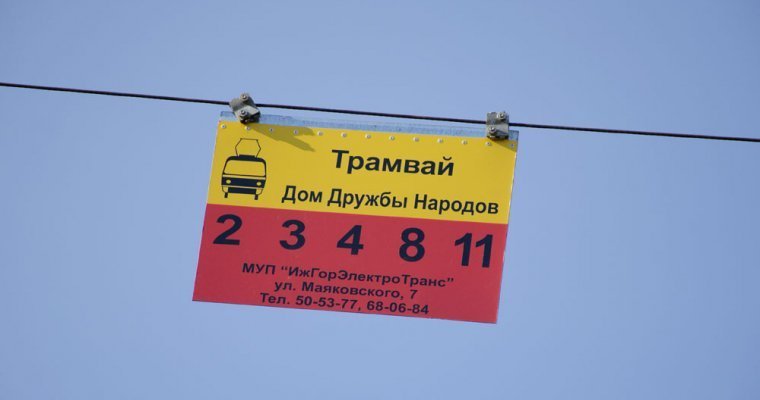 Трамвай
Дом Дружбы Народов
2 3 4 8 11
МУП "ИжГорЭлектроТранс"
ул. Маяковского, 7
Тел. 50-53-77, 68-06-84